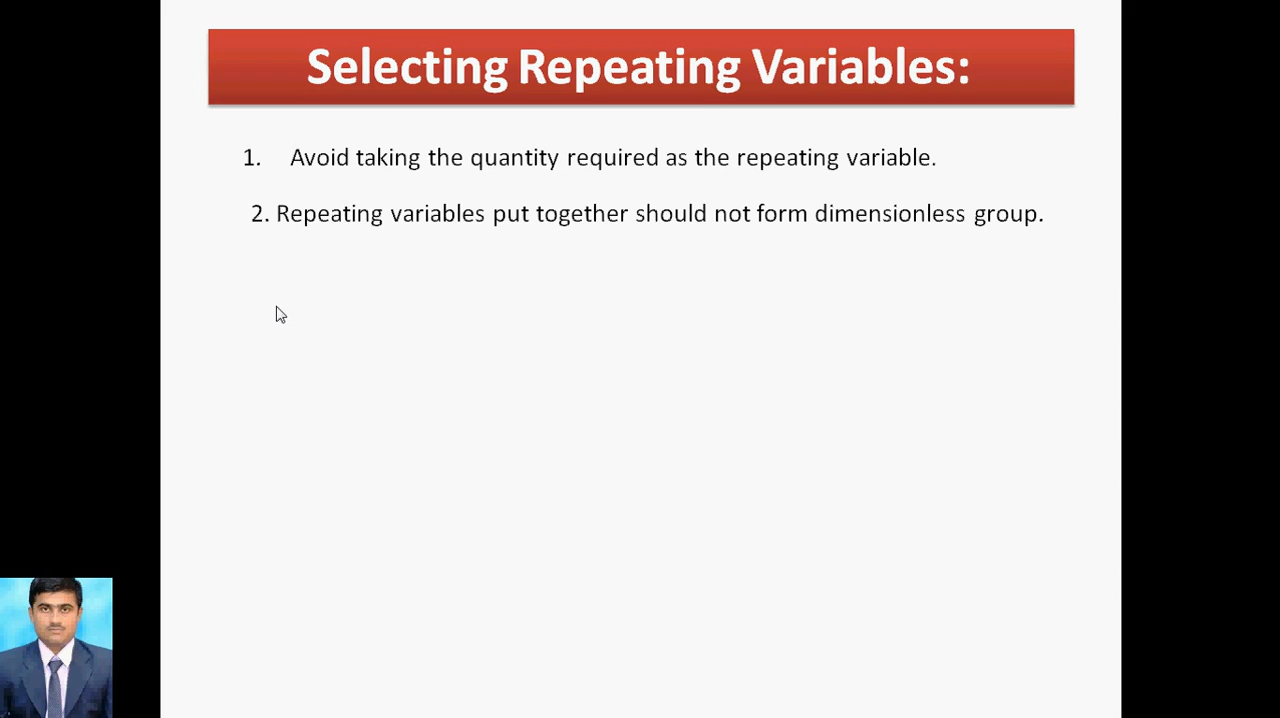 Selecting Repeating Variables:
1. Avoid taking the quantity required as the repeating variable.
2. Repeating variables put together should not form dimensionless group.